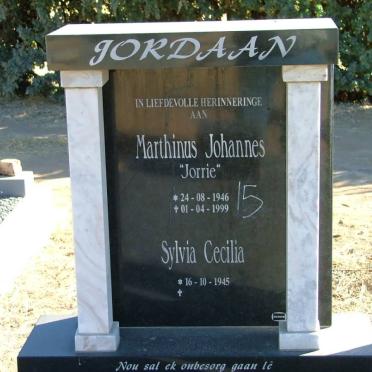 JORDAAN
IN LIEFDEVOLLE HERINNERINGE
AAN
Marthinus Johannes
"Jorrie"
* 24 - 08 - 1946
† 01 - 04 - 1999
15
Sylvia Cecilia
* 16 - 10 - 1945
†
Nou sal ek onbesorg gaan lê